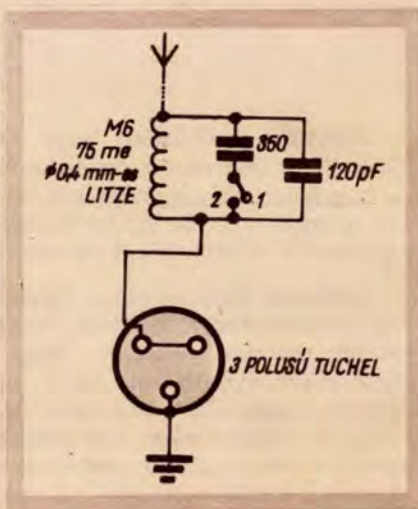 M6
75 me
ø0,4 mm-es
LITZE
350
120pF
2
1
3 POLUSÚ TUCHEL